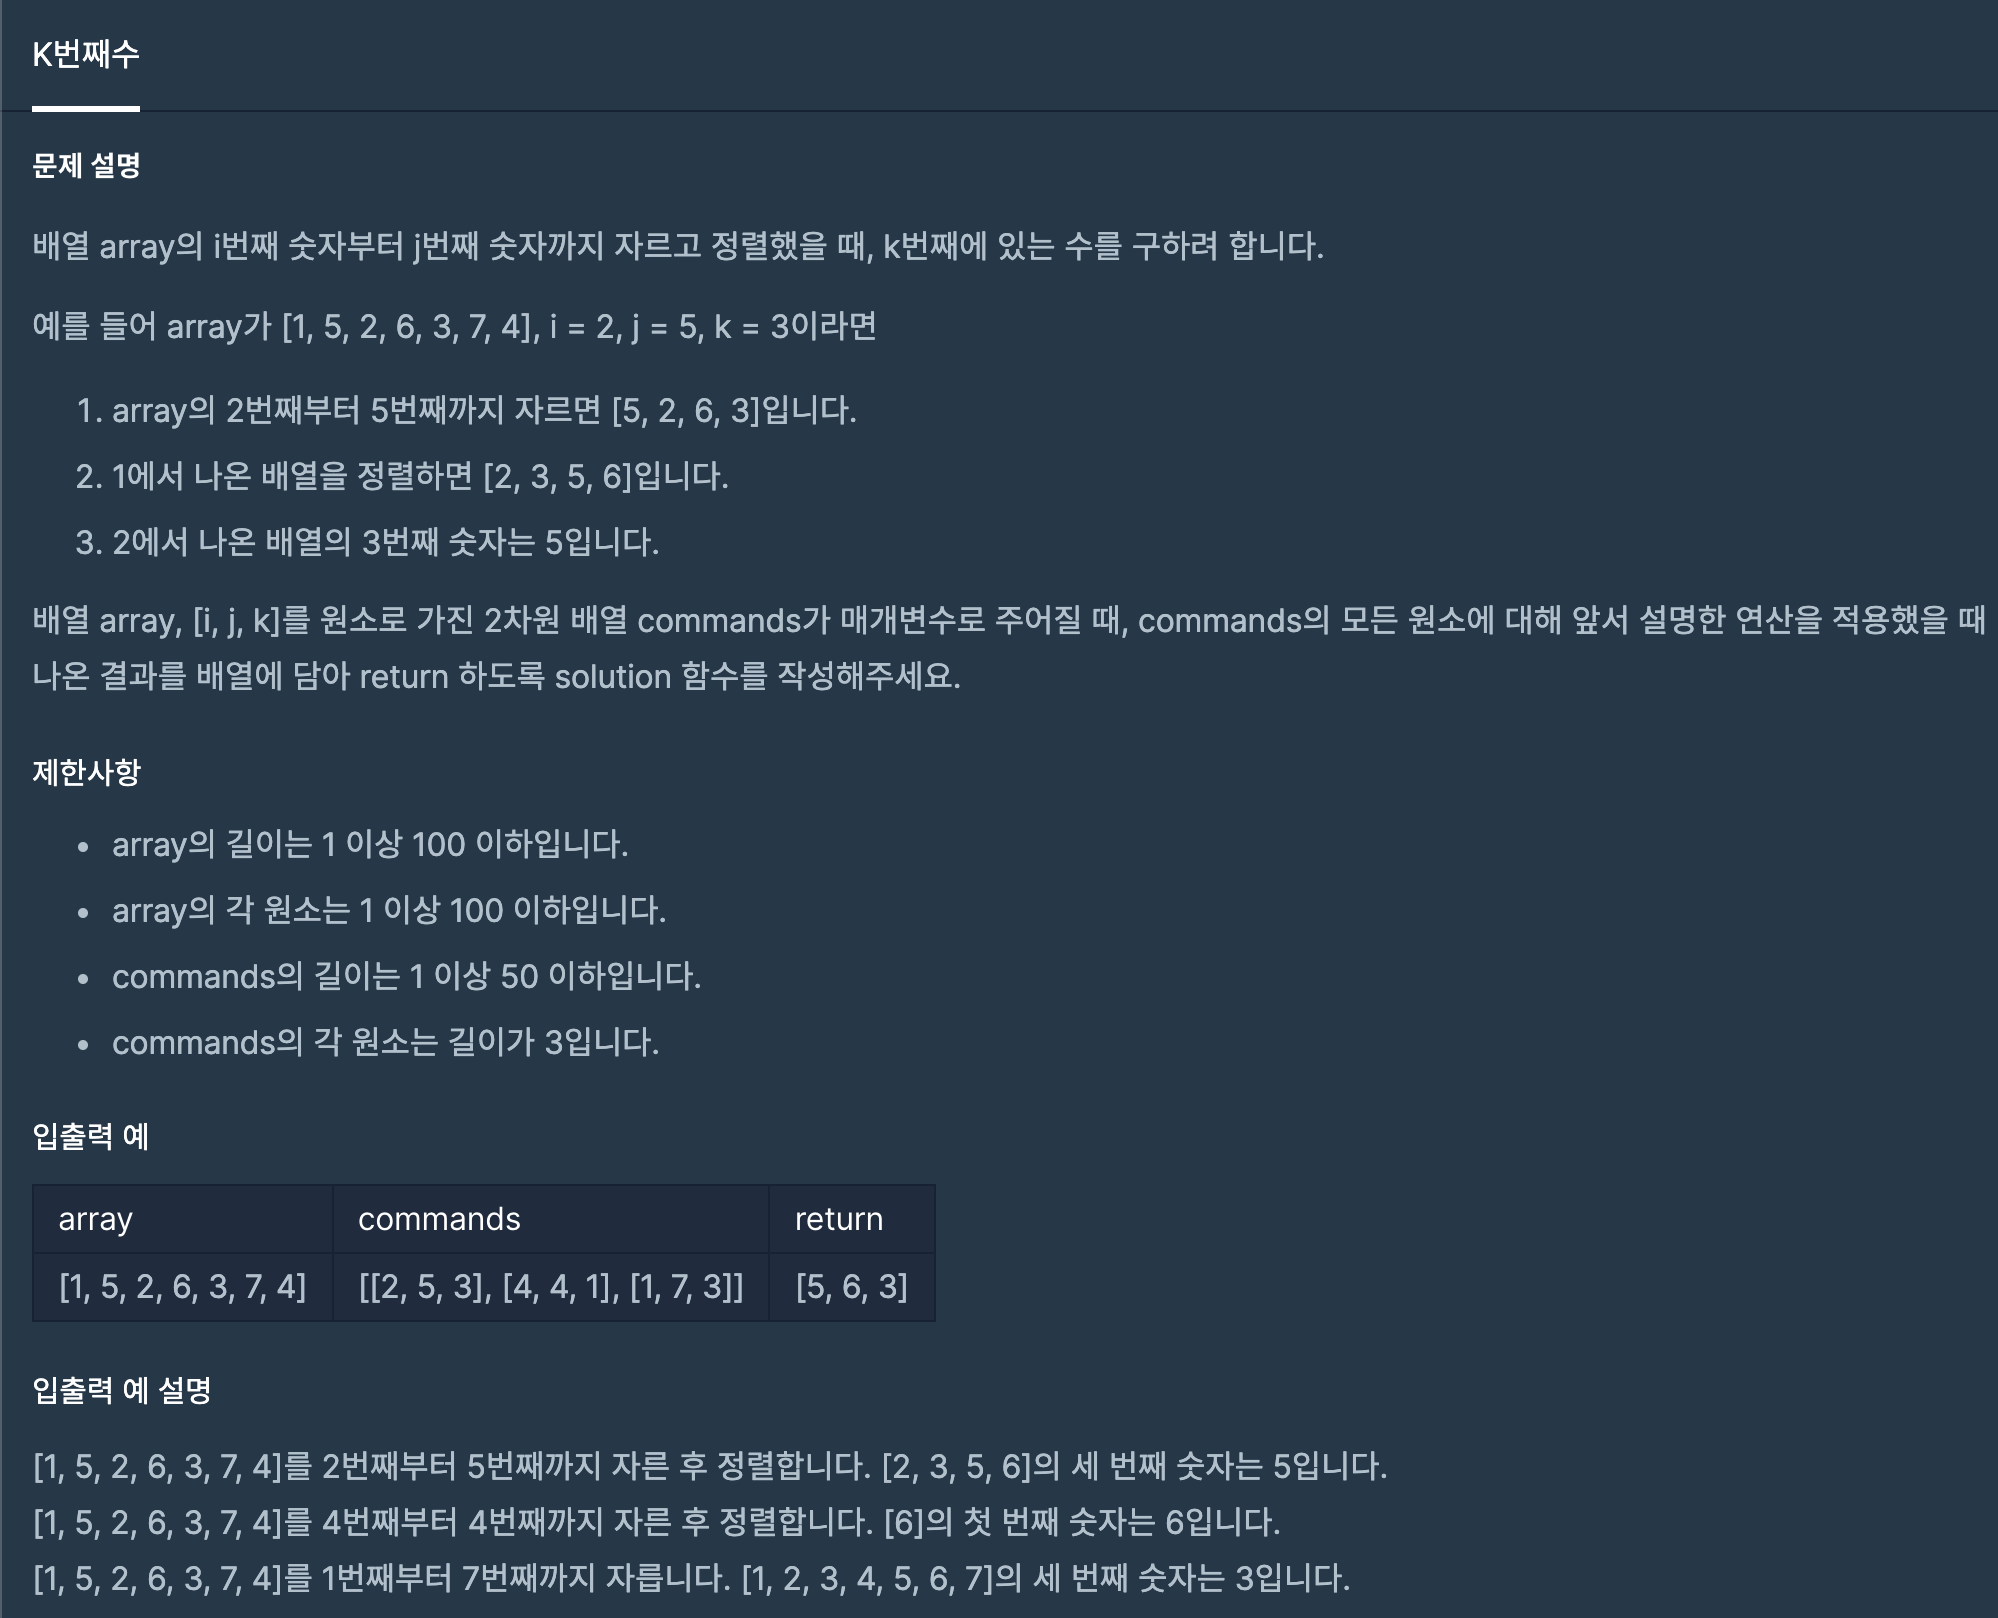 K번째수
문제 설명
배열 array의 i번째 숫자부터 j번째 숫자까지 자르고 정렬했을 때, k번째에 있는 수를 구하려 합니다.
예를 들어 array가 [1, 5, 2, 6, 3, 7, 4], i = 2, j = 5, k = 3이라면
1. array의 2번째부터 5번째까지 자르면 [5, 2, 6, 3]입니다.
2. 1에서 나온 배열을 정렬하면 [2, 3, 5, 6]입니다.
3. 2에서 나온 배열의 3번째 숫자는 5입니다.
배열 array, [i, j, k]를 원소로 가진 2차원 배열 commands가 매개변수로 주어질 때, commands의 모든 원소에 대해 앞서 설명한 연산을 적용했을 때
나온 결과를 배열에 담아 return 하도록 solution 함수를 작성해주세요.
제한사항
• array의 길이는 1 이상 100 이하입니다.
• array의 각 원소는 1 이상 100 이하입니다.
• commands의 길이는 1 이상 50 이하입니다.
• commands의 각 원소는 길이가 3입니다.
입출력 예
array commands return
[1, 5, 2, 6, 3, 7, 4] [[2, 5, 3], [4, 4, 1], [1, 7, 3]] [5, 6, 3]
입출력 예 설명
[1, 5, 2, 6, 3, 7, 4]를 2번째부터 5번째까지 자른 후 정렬합니다. [2, 3, 5, 6]의 세 번째 숫자는 5입니다.
[1, 5, 2, 6, 3, 7, 4]를 4번째부터 4번째까지 자른 후 정렬합니다. [6]의 첫 번째 숫자는 6입니다.
[1, 5, 2, 6, 3, 7, 4]를 1번째부터 7번째까지 자릅니다. [1, 2, 3, 4, 5, 6, 7]의 세 번째 숫자는 3입니다.